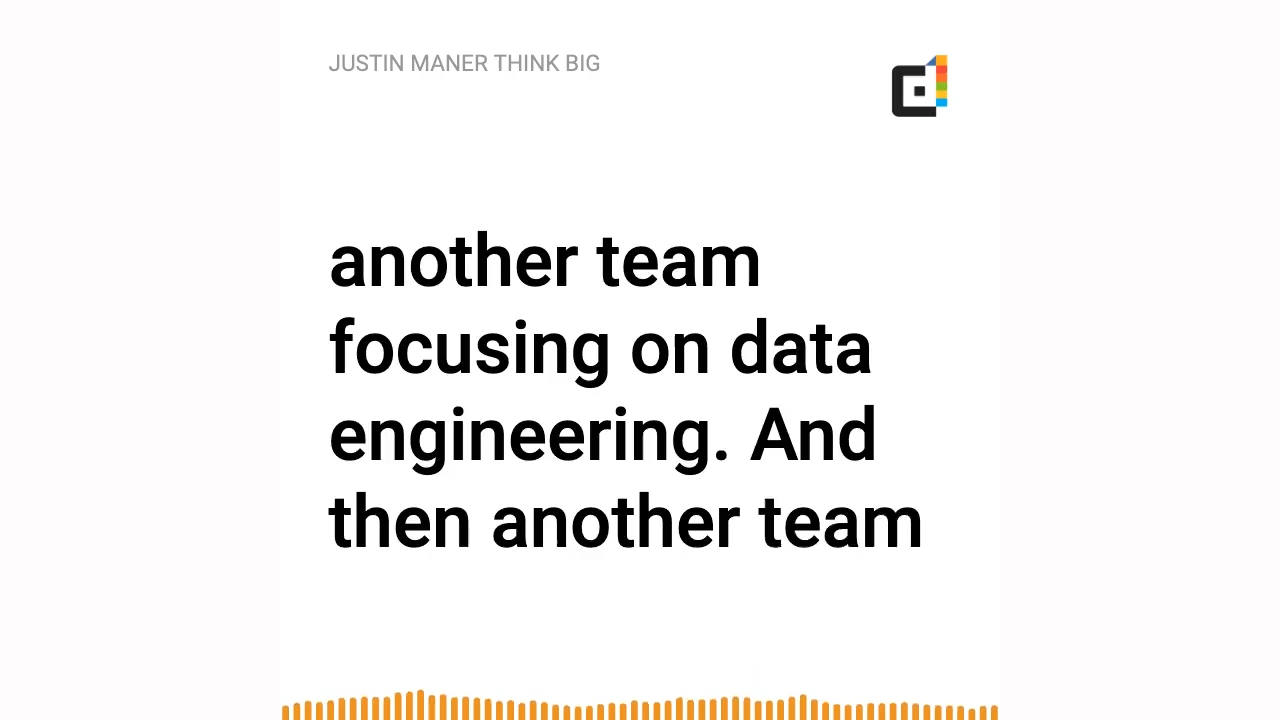 JUSTIN MANER THINK BIG
another team
focusing on data
engineering. And
then another team